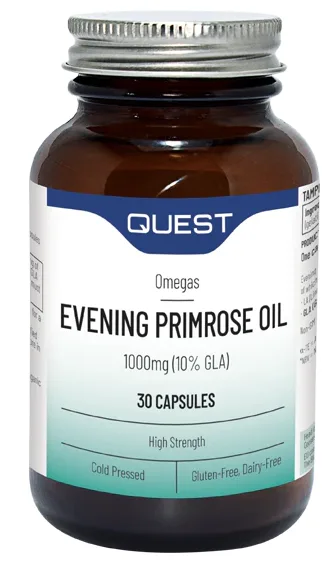 QUEST
Omegas
EVENING PRIMROSE OIL
1000mg (10% GLA)
30 CAPSULES
High Strength
Cold Pressed
Gluten-Free, Dairy-Free